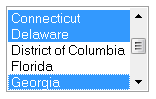 Connecticut
Delaware
District of Columbia
Florida
Georgia